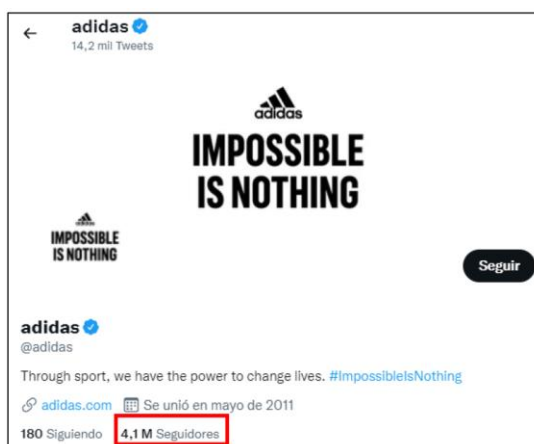 adidas
14,2 mil Tweets
adidas
IMPOSSIBLE
IS NOTHING
adidas
IMPOSSIBLE
IS NOTHING
Seguir
adidas
@adidas
Through sport, we have the power to change lives. #ImpossibleIsNothing
adidas.com Se unió en mayo de 2011
180 Siguiendo 4,1 M Seguidores